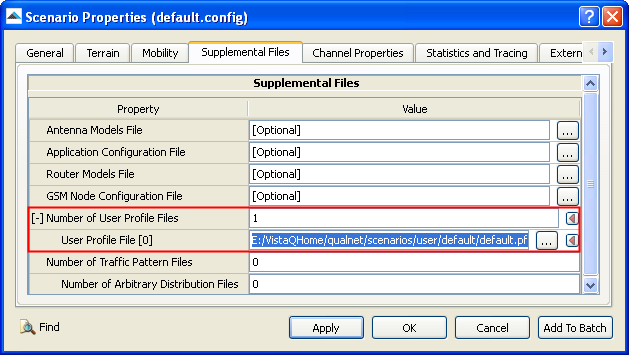 Scenario Properties (default.config)
General Terrain Mobility Supplemental Files Channel Properties Statistics and Tracing Extern
Supplemental Files
Property Value
Antenna Models File [Optional] ...
Application Configuration File [Optional] ...
Router Models File [Optional] ...
GSM Node Configuration File [Optional] ...
[-] Number of User Profile Files 1
User Profile File [0] E:/VistaQHome/qualnet/scenarios/user/default/default.pf ...
Number of Traffic Pattern Files 0
Number of Arbitrary Distribution Files 0
Find Apply OK Cancel Add To Batch